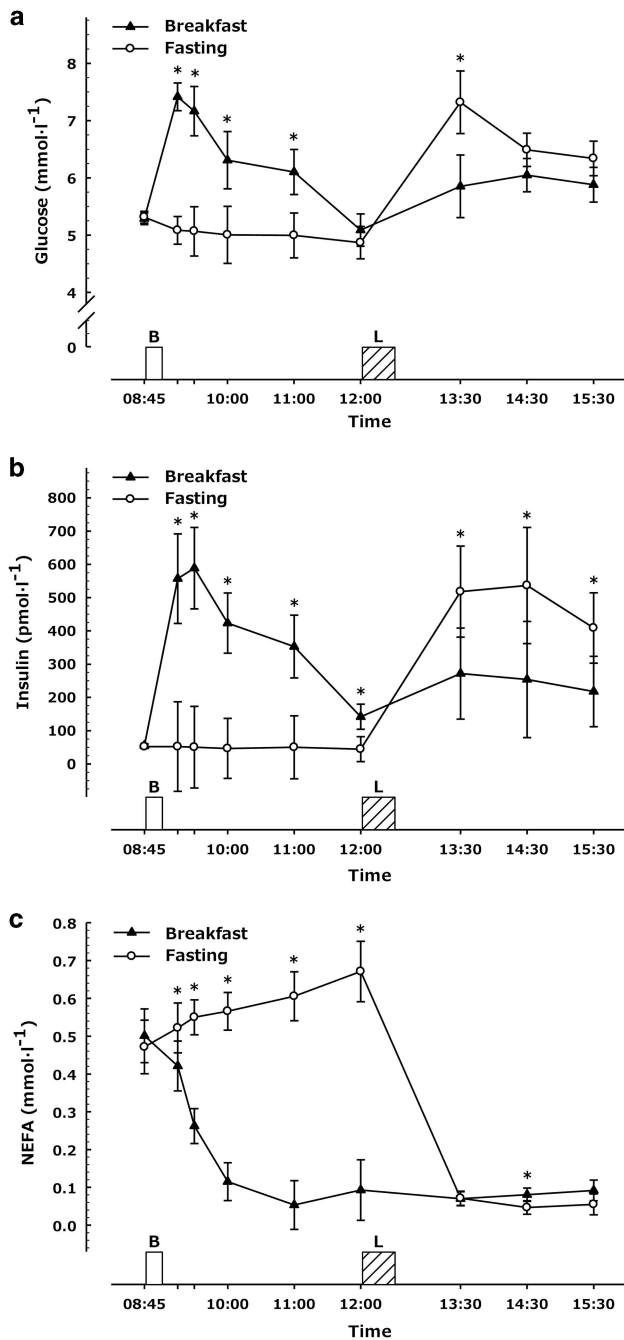 a
Breakfast
Fasting
Glucose (mmol·l⁻¹)
8
7
6
5
4
0
* * * * *
B L
08:45 10:00 11:00 12:00 13:30 14:30 15:30
Time
b
Breakfast
Fasting
Insulin (pmol·l⁻¹)
800
700
600
500
400
300
200
100
0
* * * * * * * *
B L
08:45 10:00 11:00 12:00 13:30 14:30 15:30
Time
c
Breakfast
Fasting
NEFA (mmol·l⁻¹)
0.8
0.7
0.6
0.5
0.4
0.3
0.2
0.1
0.0
* * * * * *
B L
08:45 10:00 11:00 12:00 13:30 14:30 15:30
Time